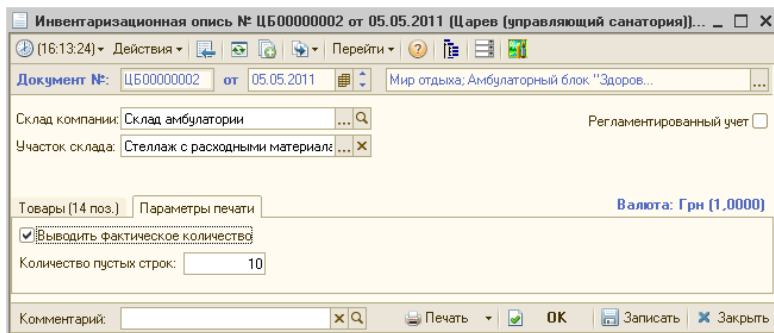 Инвентаризационная опись № ЦБ00000002 от 05.05.2011 (Царев (управляющий санатория))...
(16:13:24) Действия Перейти
Документ №: ЦБ00000002 от 05.05.2011 Мир отдыха; Амбулаторный блок "Здоров... ...
Склад компании: Склад амбулатории ... Регламентированный учет
Участок склада: Стеллаж с расходными материала ...
Товары (14 поз.) Параметры печати Валюта: Грн (1,0000)
Выводить фактическое количество
Количество пустых строк: 10
Комментарий: Печать OK Записать Закрыть